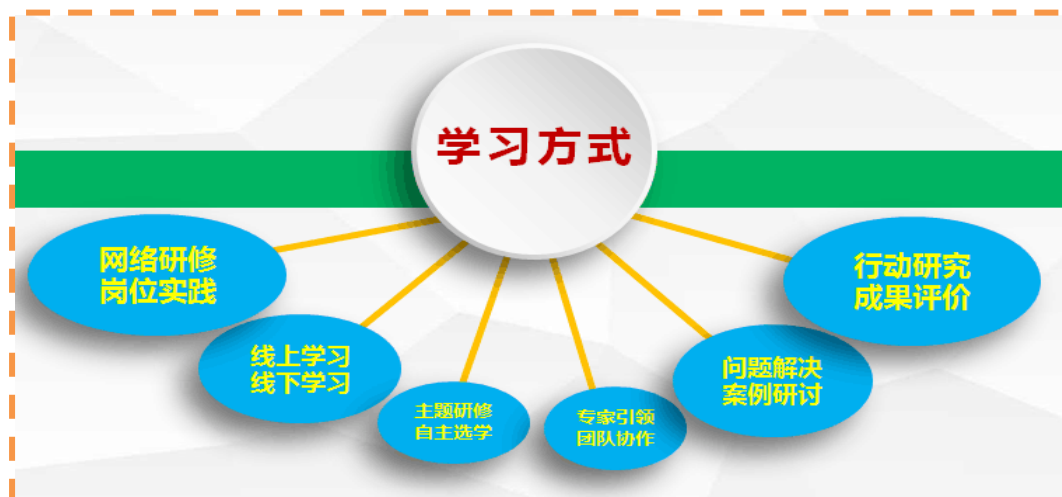 学习方式
网络研修
岗位实践
线上学习
线下学习
主题研修
自主选学
专家引领
团队协作
问题解决
案例研讨
行动研究
成果评价